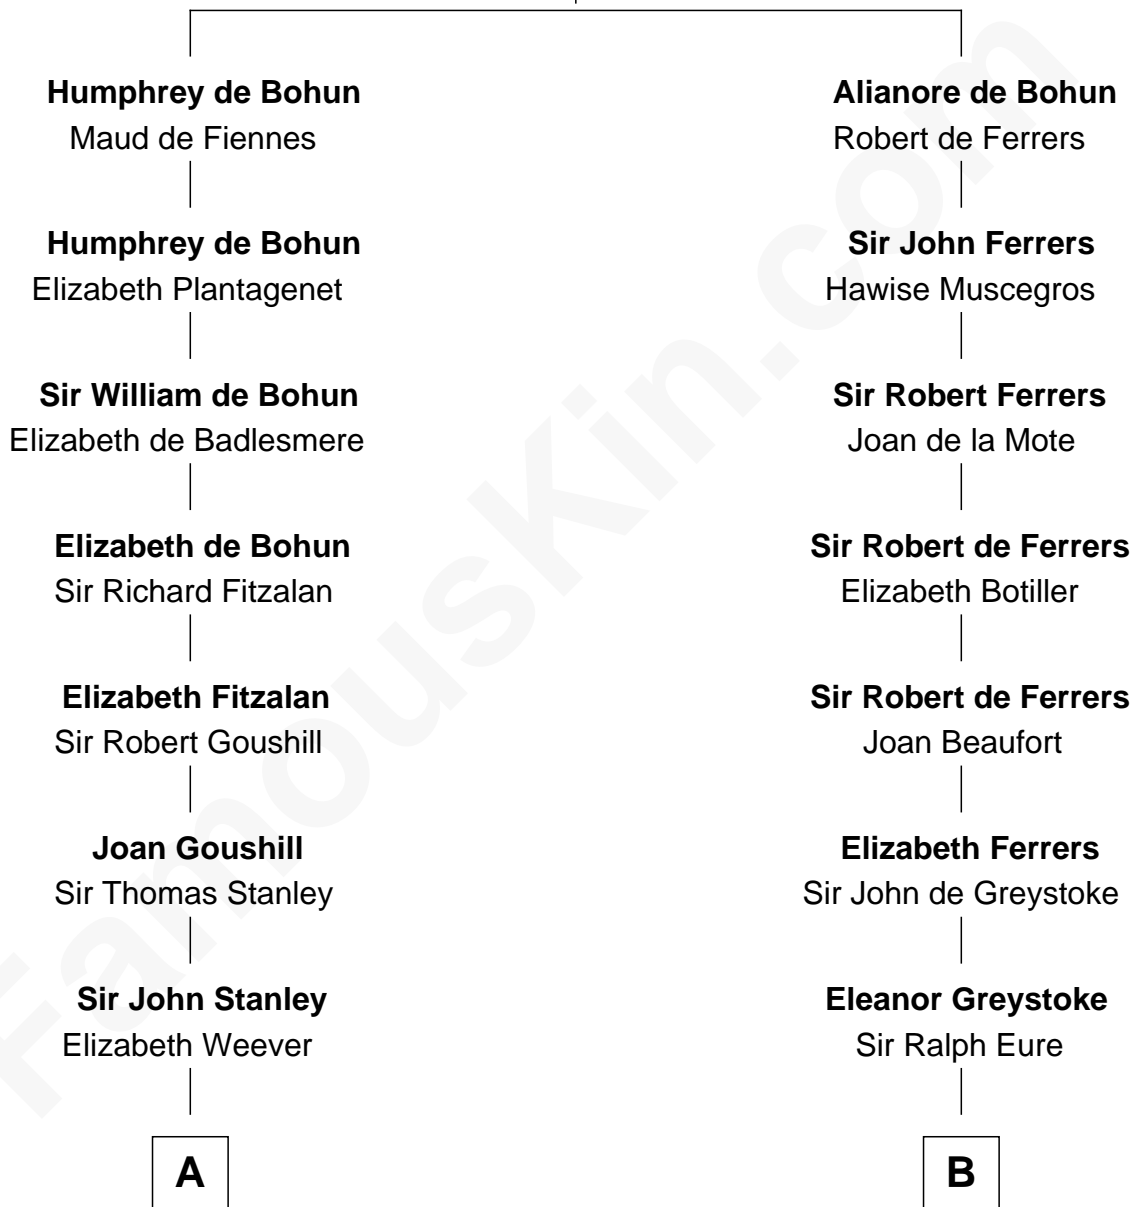 Humphrey de Bohun
Maud de Fiennes
Humphrey de Bohun
Elizabeth Plantagenet
Sir William de Bohun
Elizabeth de Badlesmere
Elizabeth de Bohun
Sir Richard Fitzalan
Elizabeth Fitzalan
Sir Robert Goushill
Joan Goushill
Sir Thomas Stanley
Sir John Stanley
Elizabeth Weever
A
Alianore de Bohun
Robert de Ferrers
Sir John Ferrers
Hawise Muscegros
Sir Robert Ferrers
Joan de la Mote
Sir Robert de Ferrers
Elizabeth Botiller
Sir Robert de Ferrers
Joan Beaufort
Elizabeth Ferrers
Sir John de Greystoke
Eleanor Greystoke
Sir Ralph Eure
B
FamousKin.com